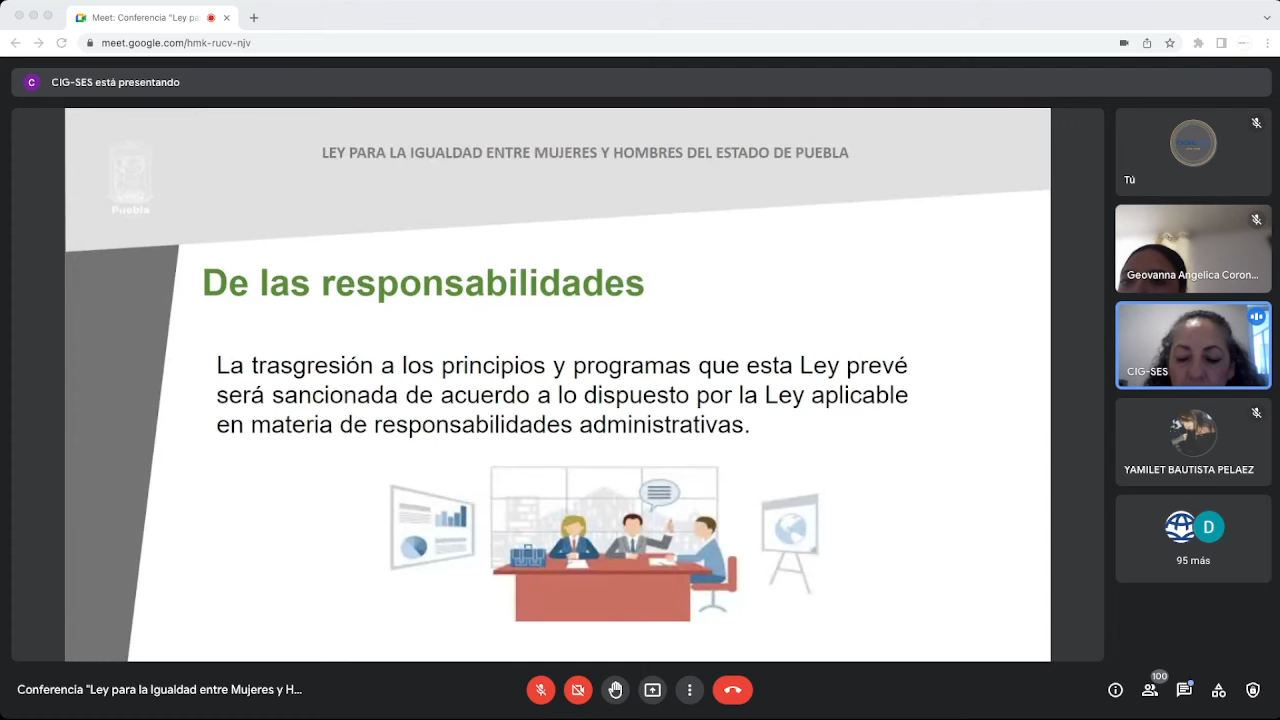 Meet: Conferencia "Ley pa
meet.google.com/hmk-rucv-njv
C
CIG-SES está presentando
LEY PARA LA IGUALDAD ENTRE MUJERES Y HOMBRES DEL ESTADO DE PUEBLA
Puebla
De las responsabilidades
La trasgresión a los principios y programas que esta Ley prevé
será sancionada de acuerdo a lo dispuesto por la Ley aplicable
en materia de responsabilidades administrativas.
Tú
Geovanna Angelica Coron...
CIG-SES
YAMILET BAUTISTA PELAEZ
D
95 más
Conferencia "Ley para la Igualdad entre Mujeres y H...
100